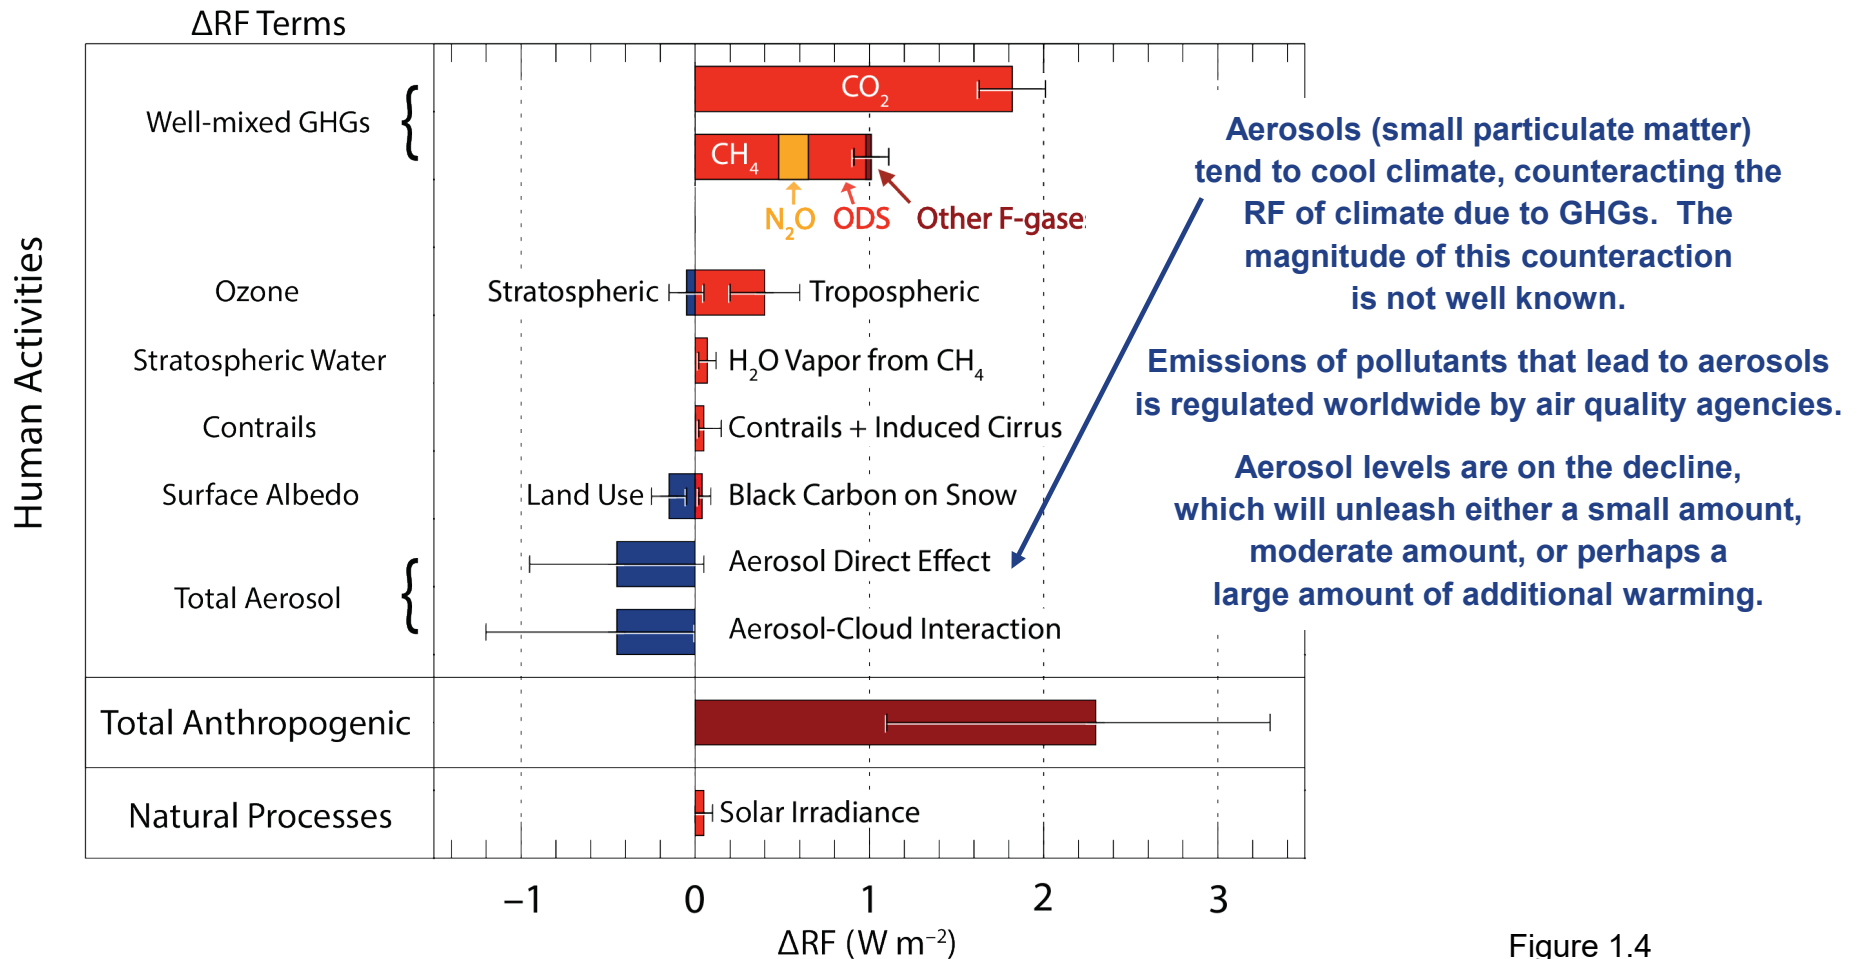 ΔRF Terms
Human Activities
Well-mixed GHGs
CO₂
CH₄
N₂O
ODS
Other F-gase
Ozone
Stratospheric
Tropospheric
Stratospheric Water
H₂O Vapor from CH₄
Contrails
Contrails + Induced Cirrus
Surface Albedo
Land Use
Black Carbon on Snow
Total Aerosol
Aerosol Direct Effect
Aerosol-Cloud Interaction
Total Anthropogenic
Natural Processes
Solar Irradiance
−1 0 1 2 3
ΔRF (W m⁻²)
Aerosols (small particulate matter)
tend to cool climate, counteracting the
RF of climate due to GHGs. The
magnitude of this counteraction
is not well known.
Emissions of pollutants that lead to aerosols
is regulated worldwide by air quality agencies.
Aerosol levels are on the decline,
which will unleash either a small amount,
moderate amount, or perhaps a
large amount of additional warming.
Figure 1.4